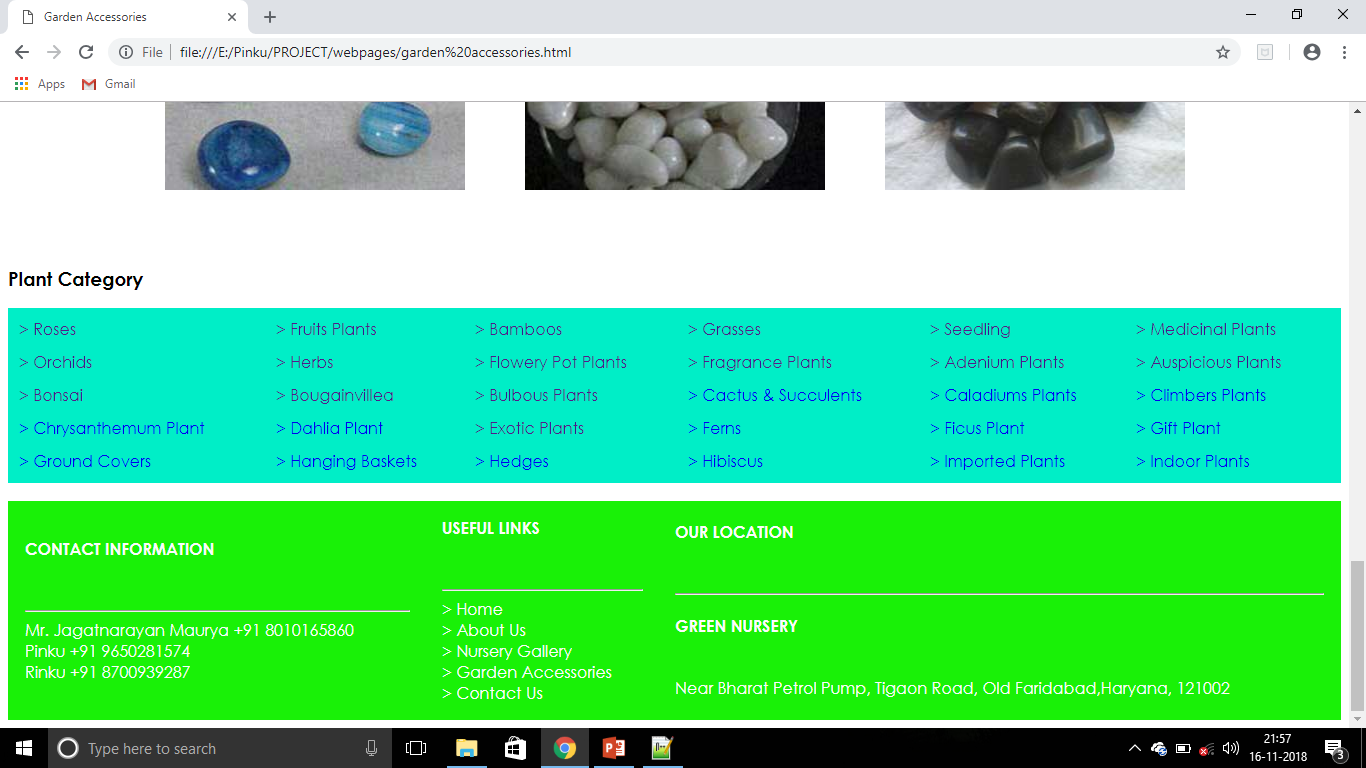 Garden Accessories
File file:///E:/Pinku/PROJECT/webpages/garden%20accessories.html
Apps Gmail
Plant Category
> Roses > Fruits Plants > Bamboos > Grasses > Seedling > Medicinal Plants
> Orchids > Herbs > Flowery Pot Plants > Fragrance Plants > Adenium Plants > Auspicious Plants
> Bonsai > Bougainvillea > Bulbous Plants > Cactus & Succulents > Caladiums Plants > Climbers Plants
> Chrysanthemum Plant > Dahlia Plant > Exotic Plants > Ferns > Ficus Plant > Gift Plant
> Ground Covers > Hanging Baskets > Hedges > Hibiscus > Imported Plants > Indoor Plants
CONTACT INFORMATION
Mr. Jagatnarayan Maurya +91 8010165860
Pinku +91 9650281574
Rinku +91 8700939287
USEFUL LINKS
> Home
> About Us
> Nursery Gallery
> Garden Accessories
> Contact Us
OUR LOCATION
GREEN NURSERY
Near Bharat Petrol Pump, Tigaon Road, Old Faridabad,Haryana, 121002
Type here to search
21:57
16-11-2018
3